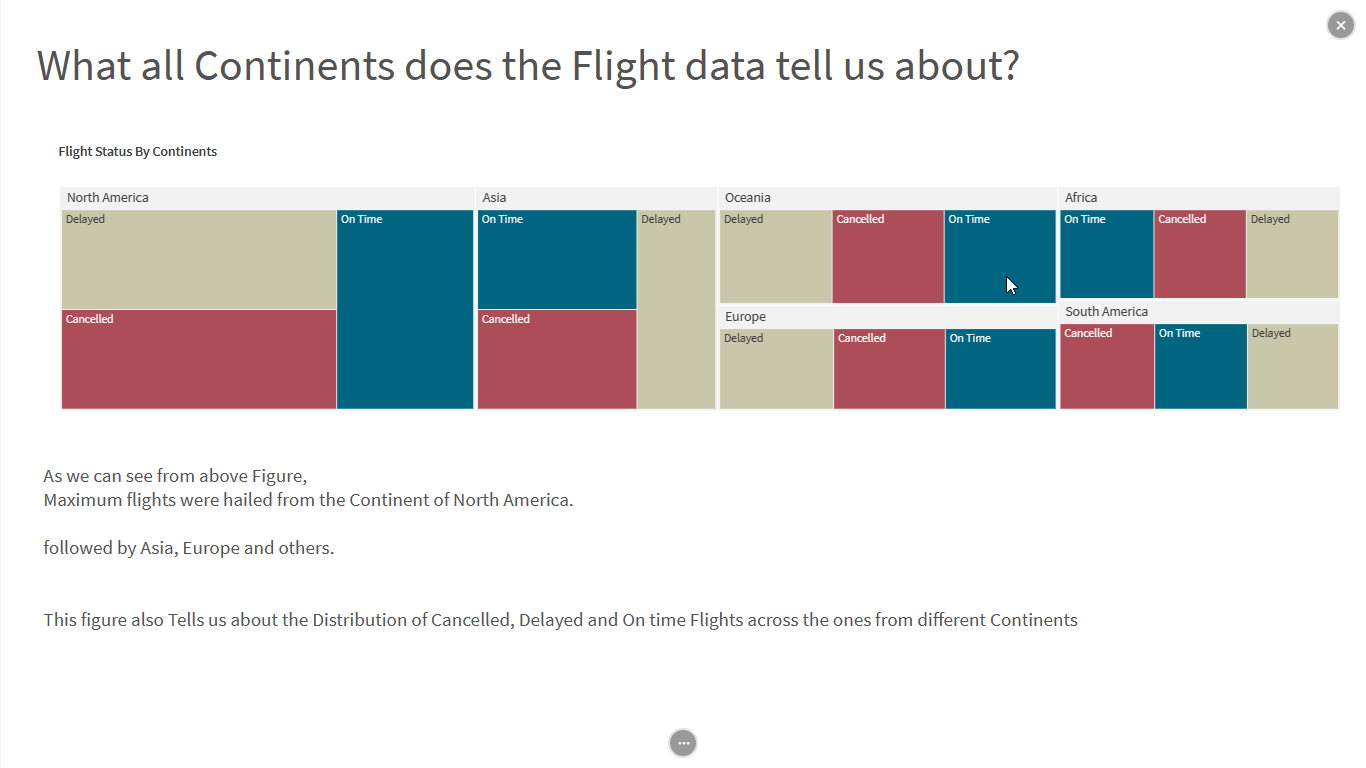 What all Continents does the Flight data tell us about?
Flight Status By Continents
North America
Delayed
On Time
Cancelled
Asia
On Time
Delayed
Cancelled
Oceania
Delayed
Cancelled
On Time
Europe
Delayed
Cancelled
On Time
Africa
On Time
Cancelled
Delayed
South America
Cancelled
On Time
Delayed
As we can see from above Figure,
Maximum flights were hailed from the Continent of North America.
followed by Asia, Europe and others.
This figure also Tells us about the Distribution of Cancelled, Delayed and On time Flights across the ones from different Continents